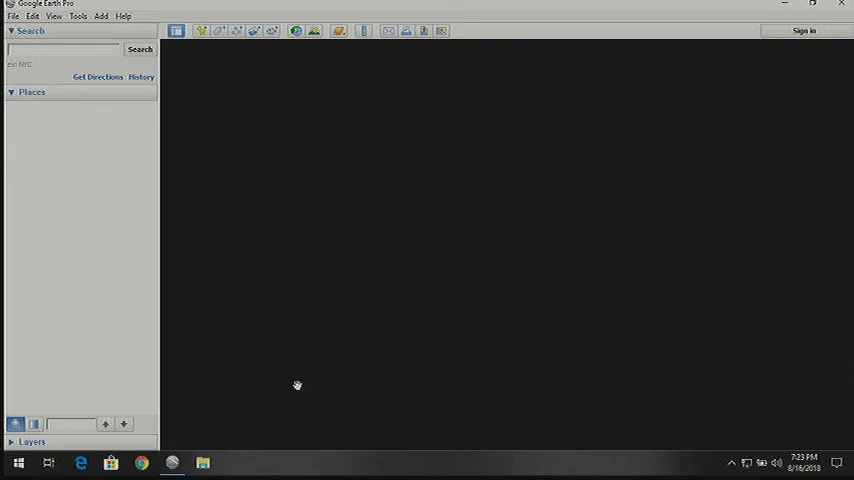 Google Earth Pro
File Edit View Tools Add Help
Search
Sign in
Search
ex: NYC
Get Directions History
Places
Layers
7:23 PM
8/16/2018